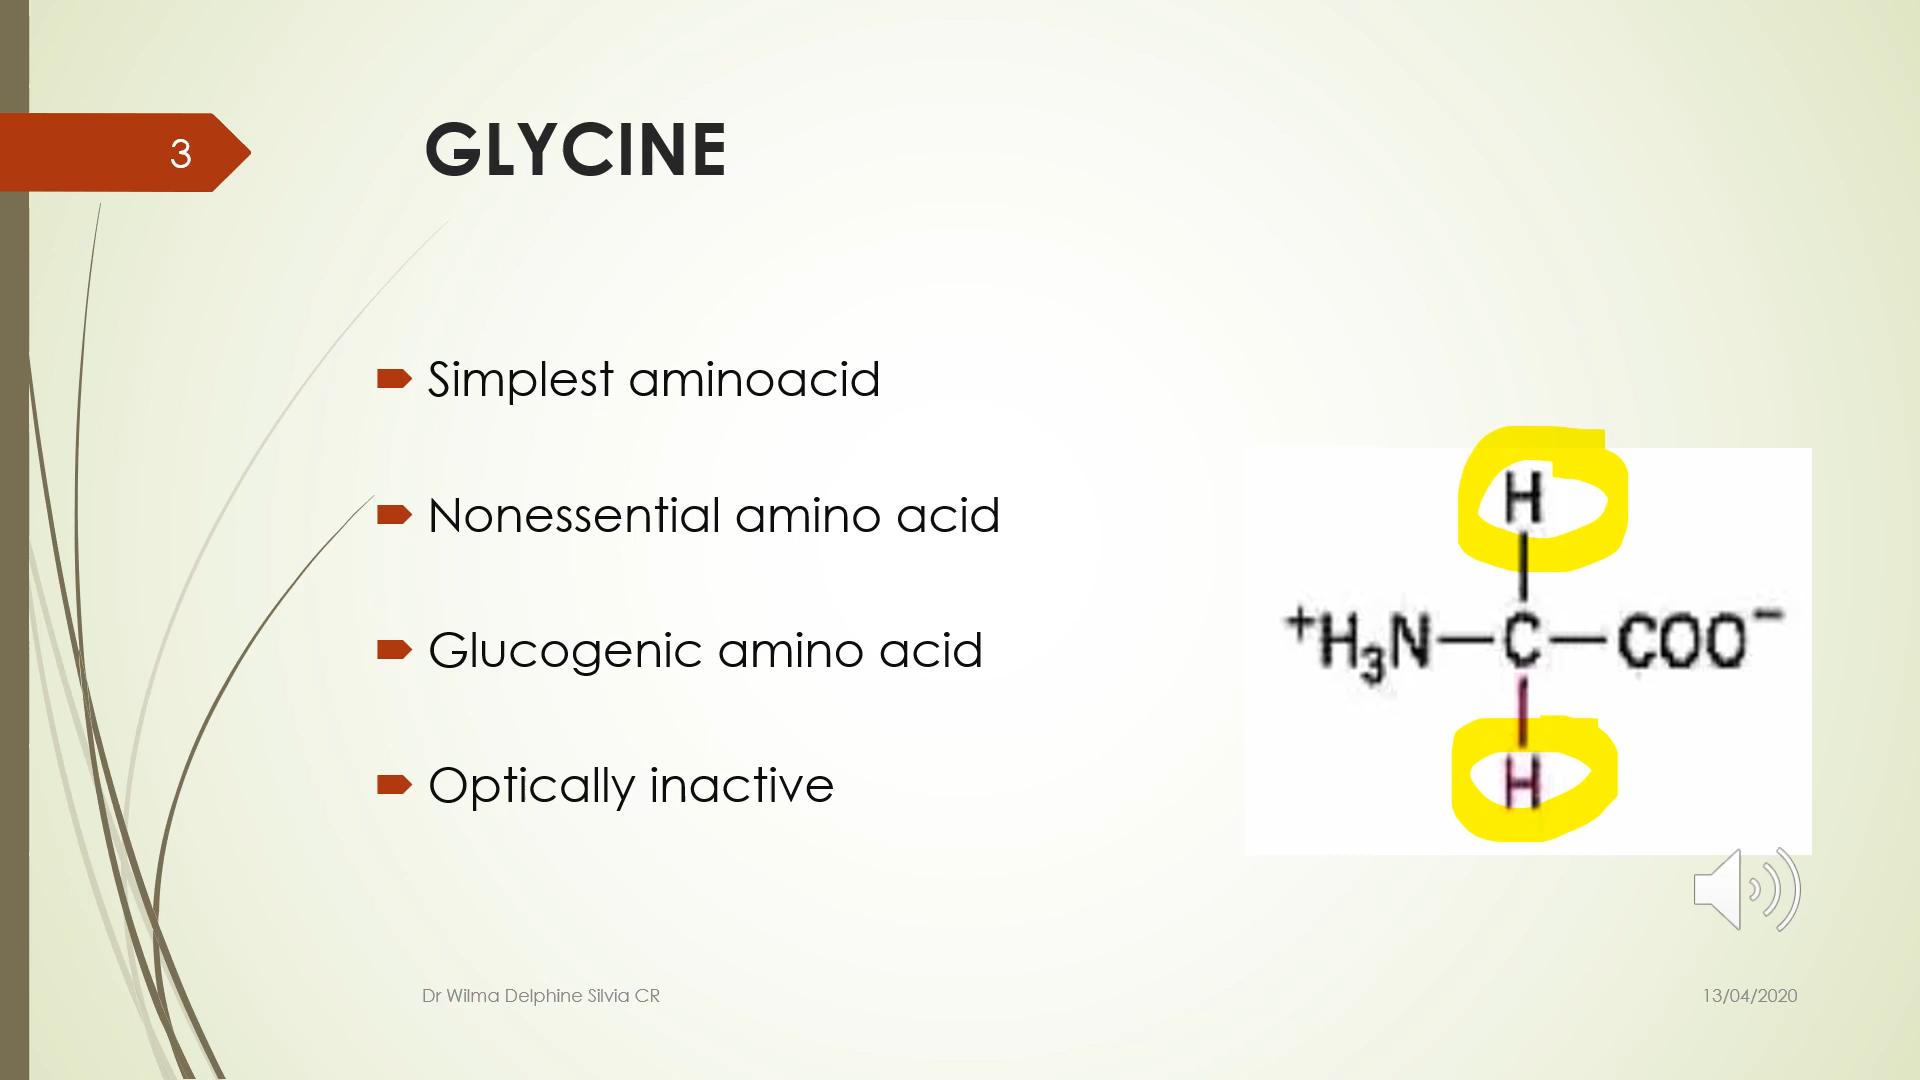 3
GLYCINE
Simplest aminoacid
Nonessential amino acid
Glucogenic amino acid
Optically inactive
H
⁺H₃N—C—COO⁻
H
Dr Wilma Delphine Silvia CR
13/04/2020